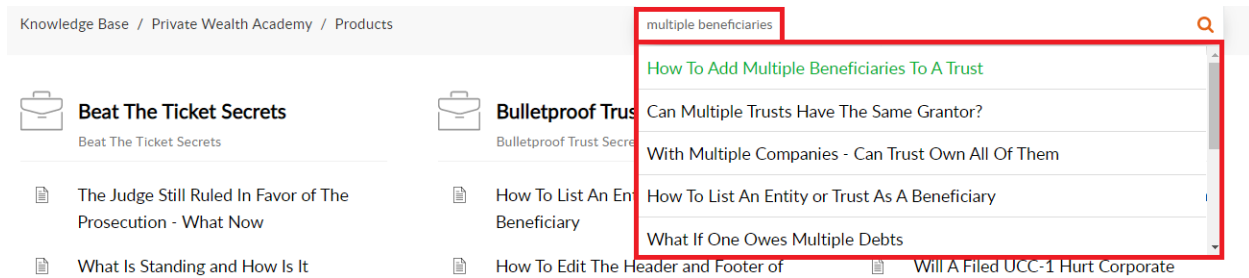 Knowledge Base / Private Wealth Academy / Products
multiple beneficiaries
How To Add Multiple Beneficiaries To A Trust
Can Multiple Trusts Have The Same Grantor?
With Multiple Companies - Can Trust Own All Of Them
How To List An Entity or Trust As A Beneficiary
What If One Owes Multiple Debts
Beat The Ticket Secrets
Beat The Ticket Secrets
The Judge Still Ruled In Favor of The
Prosecution - What Now
What Is Standing and How Is It
Bulletproof Trus
Bulletproof Trust Secre
How To List An En
Beneficiary
How To Edit The Header and Footer of
Will A Filed UCC-1 Hurt Corporate